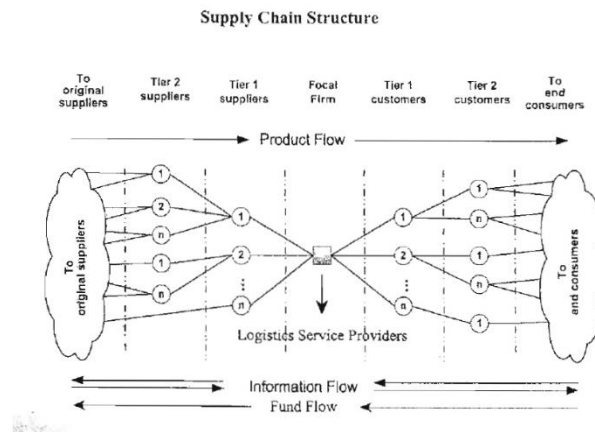 Supply Chain Structure
To
original
suppliers
Tier 2
suppliers
Tier 1
suppliers
Focal
Firm
Tier 1
customers
Tier 2
customers
To
end
consumers
Product Flow
To
original suppliers
1
2
n
1
n
1
2
n
1
2
n
1
n
1
n
1
To
and consumers
Logistics Service Providers
Information Flow
Fund Flow